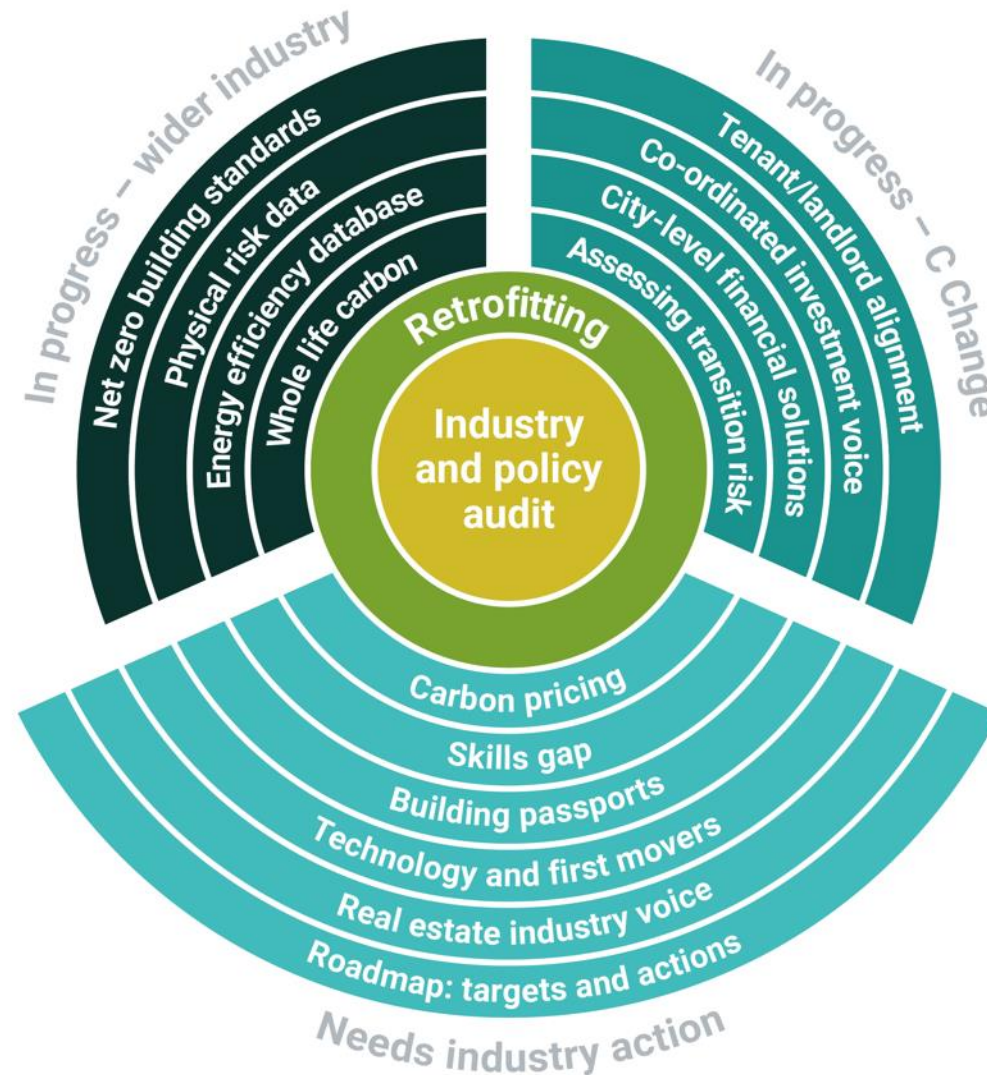 In progress – wider industry
Net zero building standards
Physical risk data
Energy efficiency database
Whole life carbon
In progress – C Change
Tenant/landlord alignment
Co-ordinated investment voice
City-level financial solutions
Assessing transition risk
Retrofitting
Industry
and policy
audit
Carbon pricing
Skills gap
Building passports
Technology and first movers
Real estate industry voice
Roadmap: targets and actions
Needs industry action